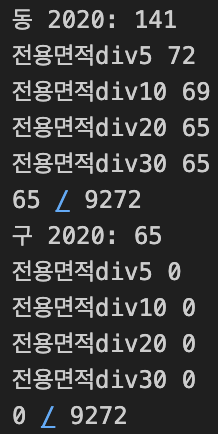 동 2020: 141
전용면적div5 72
전용면적div10 69
전용면적div20 65
전용면적div30 65
65 / 9272
구 2020: 65
전용면적div5 0
전용면적div10 0
전용면적div20 0
전용면적div30 0
0 / 9272